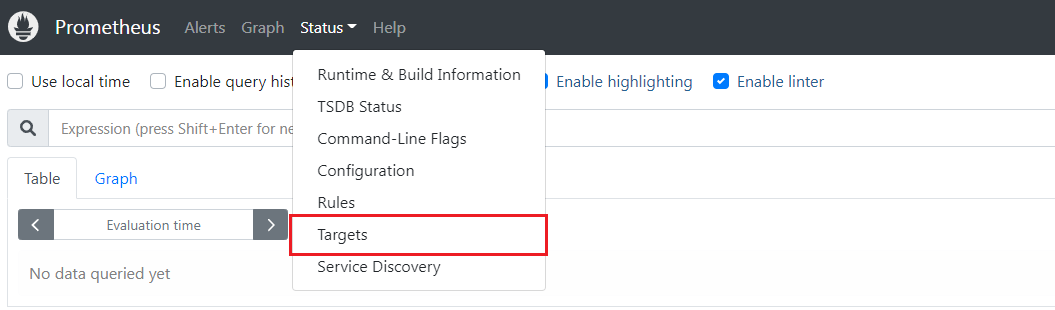 Prometheus Alerts Graph Status Help
Runtime & Build Information
Use local time Enable query hist Enable highlighting Enable linter
TSDB Status
Expression (press Shift+Enter for ne
Command-Line Flags
Configuration
Table Graph
Rules
Evaluation time
Targets
Service Discovery
No data queried yet